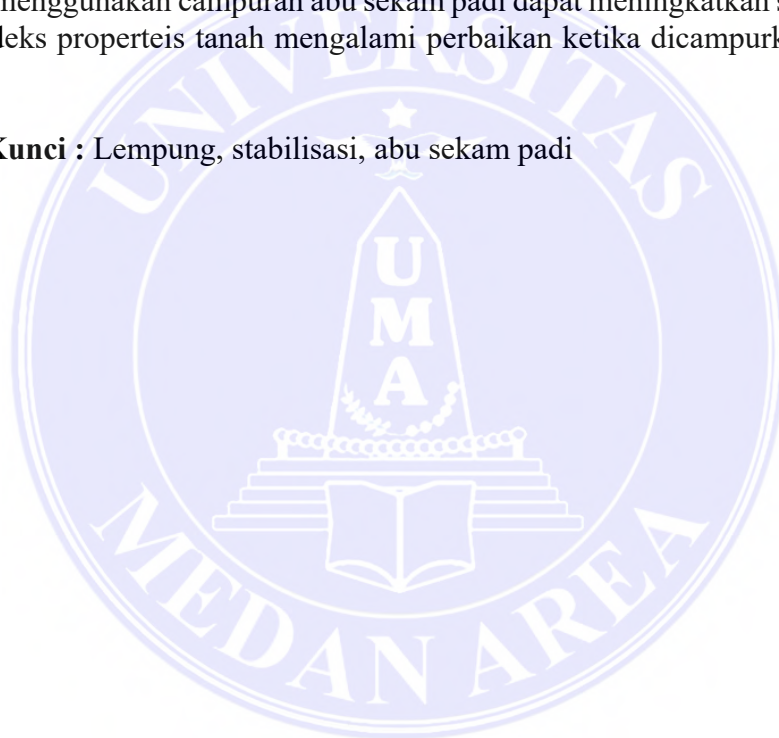 menggunakan campuran abu sekam padi dapat meningkatkan
deks properteis tanah mengalami perbaikan ketika
Kunci : Lempung, stabilisasi, abu sekam padi
UNIVERSITAS
UMA
MEDAN AREA